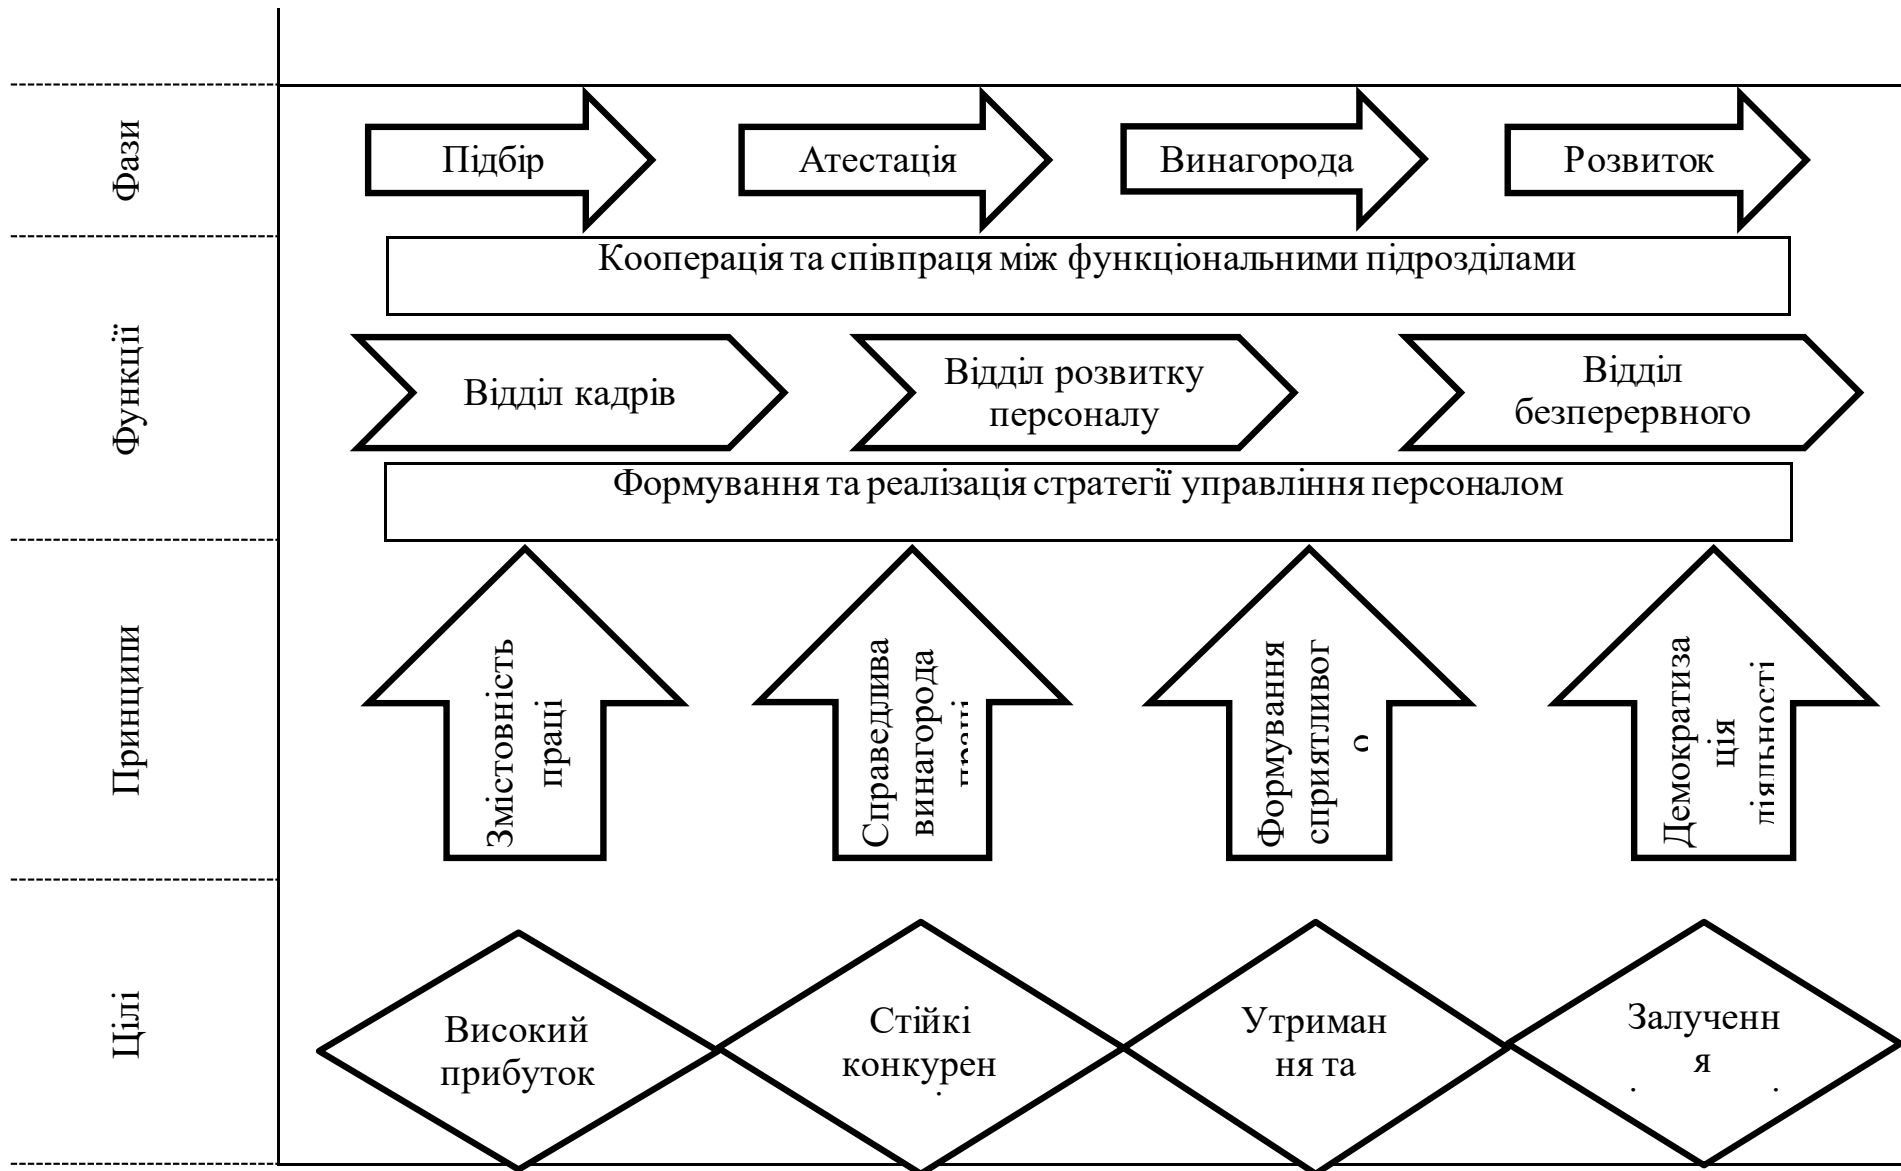 Фази
Підбір
Атестація
Винагорода
Розвиток
Функції
Кооперація та співпраця між функціональними підрозділами
Відділ кадрів
Відділ розвитку
персоналу
Відділ
безперервного
Формування та реалізація стратегії управління персоналом
Принципи
Змістовність
праці
Справедлива
винагорода
праці
Формування
сприятливог
о
Демократиза
ція
діяльності
Цілі
Високий
прибуток
Стійкі
конкурен
Утриман
ня та
Залученн
я